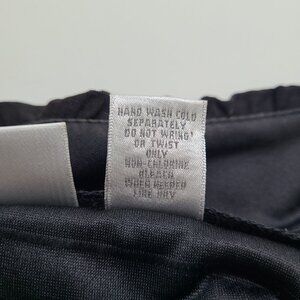 HAND WASH COLD
SEPARATELY
DO NOT WRING
OR TWIST
ONLY
NON-CHLORINE
BLEACH
WHEN NEEDED
LINE DRY